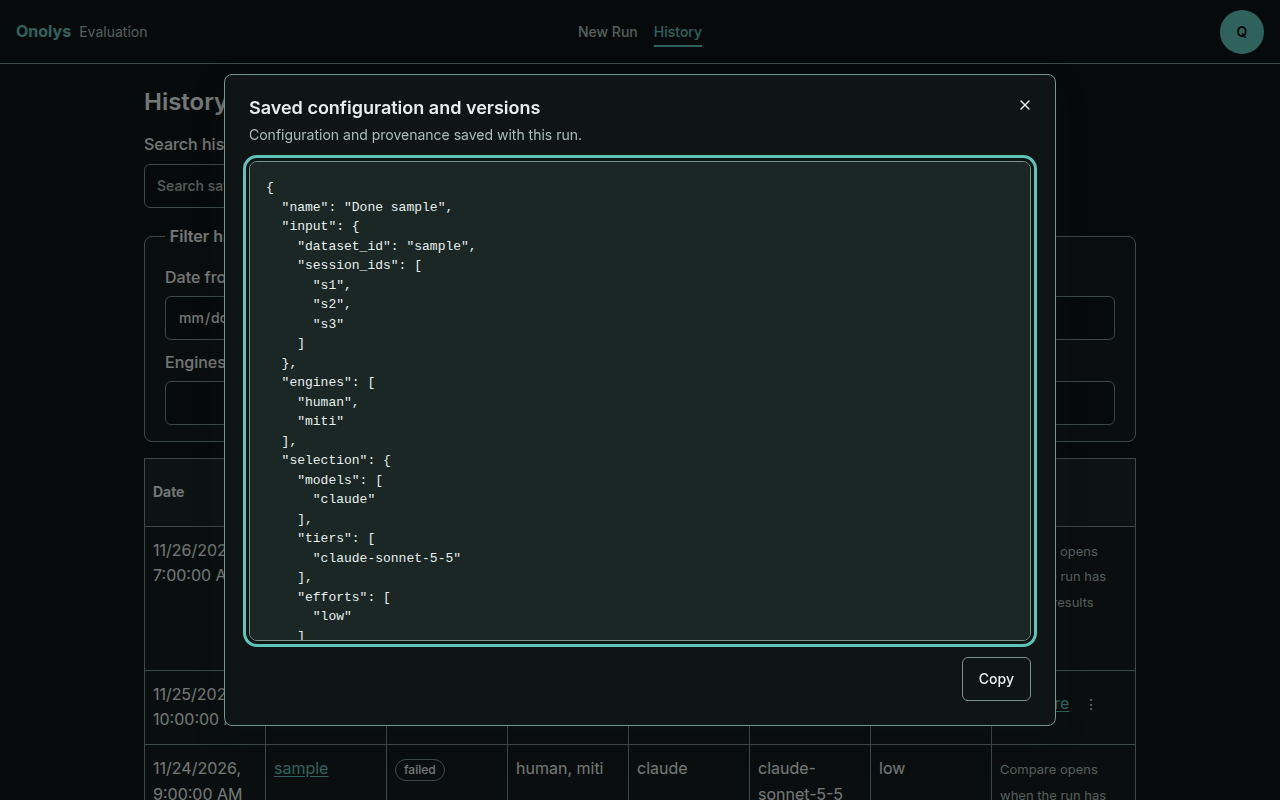 Onolys Evaluation
New Run
History
Q
History
Search his
Search sa
Filter h
Date fro
mm/dd
Engines
Date
11/26/202
7:00:00 A
opens
run has
results
11/25/202
10:00:00
re
11/24/2026,
9:00:00 AM
sample
failed
human, miti
claude
claude-
sonnet-5-5
low
Compare opens
when the run has
Saved configuration and versions
Configuration and provenance saved with this run.
{
"name": "Done sample",
"input": {
"dataset_id": "sample",
"session_ids": [
"s1",
"s2",
"s3"
]
},
"engines": [
"human",
"miti"
],
"selection": {
"models": [
"claude"
],
"tiers": [
"claude-sonnet-5-5"
],
"efforts": [
"low"
]
Copy